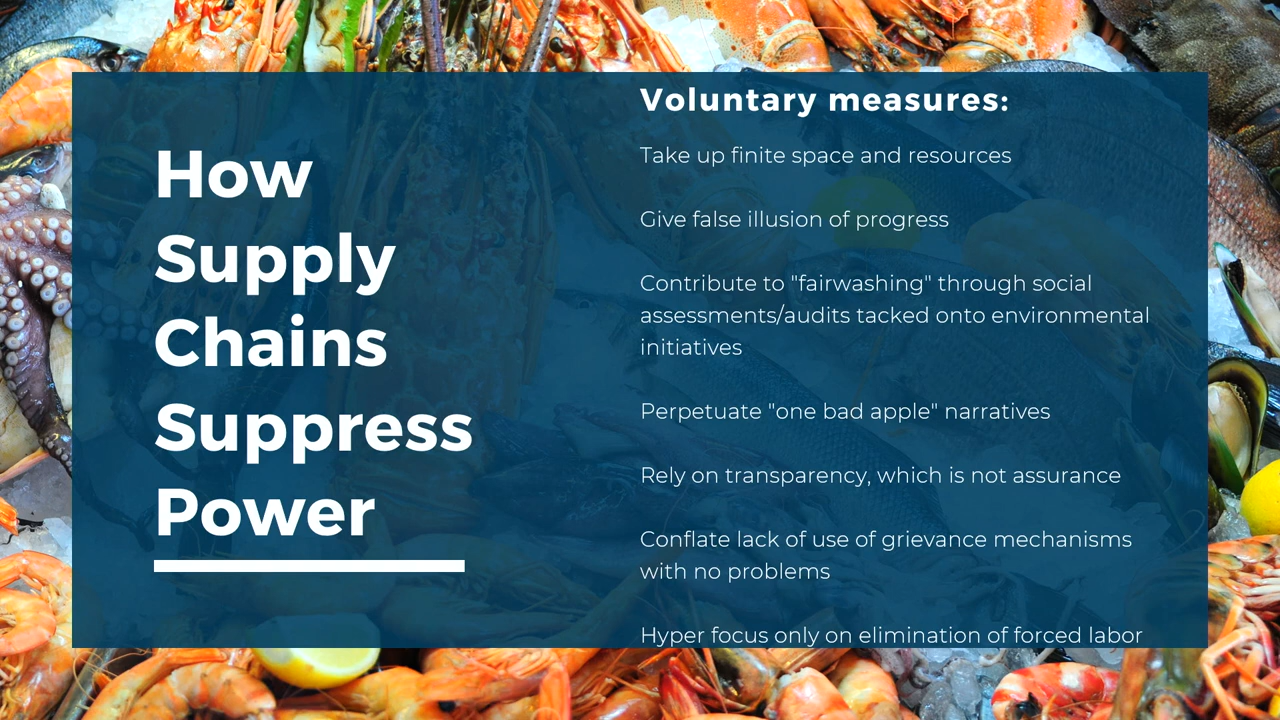 How
Supply
Chains
Suppress
Power
Voluntary measures:
Take up finite space and resources
Give false illusion of progress
Contribute to "fairwashing" through social
assessments/audits tacked onto environmental
initiatives
Perpetuate "one bad apple" narratives
Rely on transparency, which is not assurance
Conflate lack of use of grievance mechanisms
with no problems
Hyper focus only on elimination of forced labor